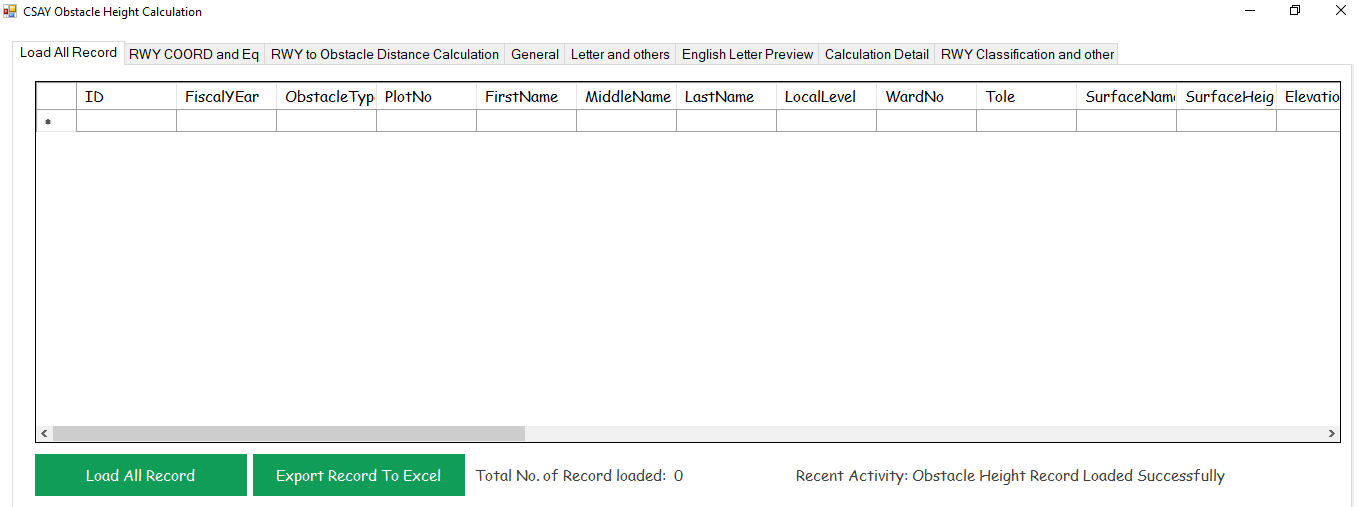 CSAY Obstacle Height Calculation
Load All Record RWY COORD and Eq RWY to Obstacle Distance Calculation General Letter and others English Letter Preview Calculation Detail RWY Classification and other
ID FiscalYEar ObstacleTyp PlotNo FirstName MiddleName LastName LocalLevel WardNo Tole SurfaceNam SurfaceHeig Elevatio
*
Load All Record Export Record To Excel Total No. of Record loaded: 0 Recent Activity: Obstacle Height Record Loaded Successfully